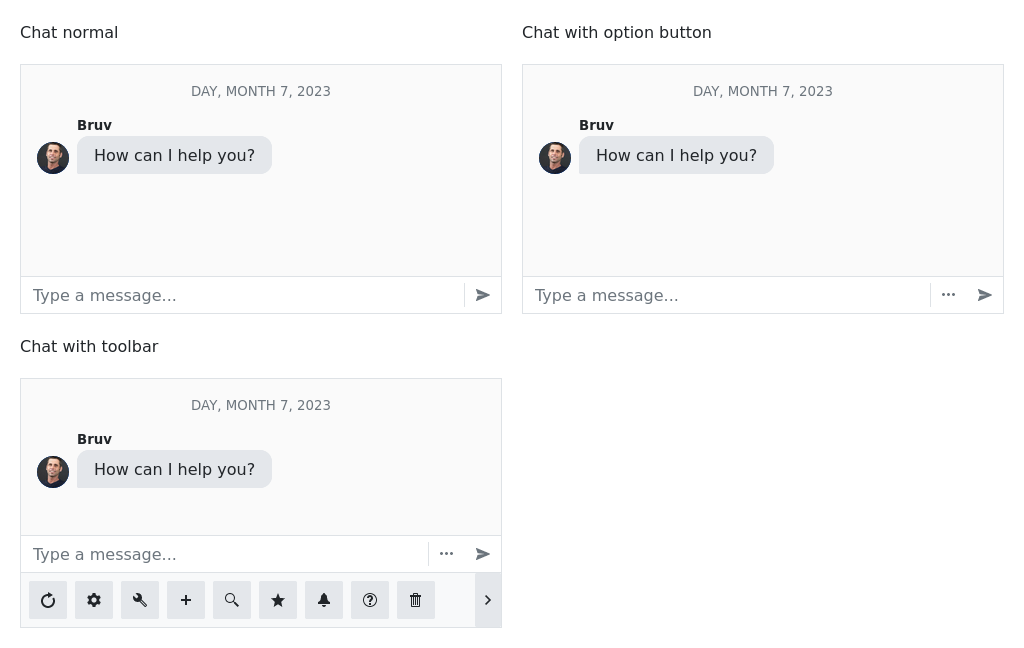 Chat normal
DAY, MONTH 7, 2023
Bruv
How can I help you?
Type a message...
Chat with option button
DAY, MONTH 7, 2023
Bruv
How can I help you?
Type a message...
Chat with toolbar
DAY, MONTH 7, 2023
Bruv
How can I help you?
Type a message...